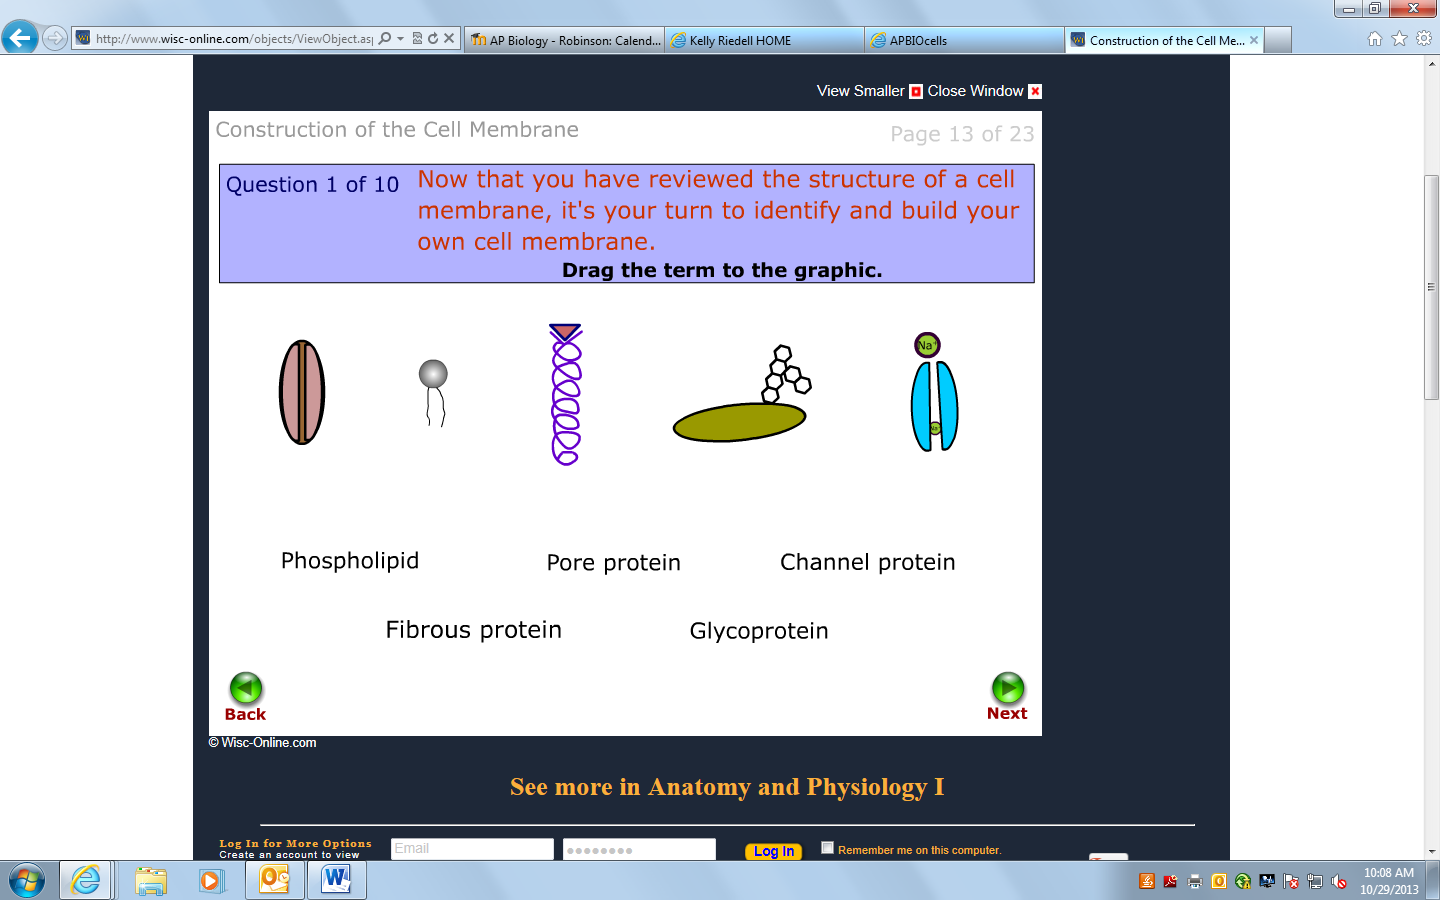 http://www.wisc-online.com/objects/ViewObject.as
AP Biology - Robinson: Calend...
Kelly Riedell HOME
APBIOcells
Construction of the Cell Me...
View Smaller
Close Window
Construction of the Cell Membrane
Page 13 of 23
Question 1 of 10
Now that you have reviewed the structure of a cell
membrane, it's your turn to identify and build your
own cell membrane.
Drag the term to the graphic.
Na+
Na+
Phospholipid
Pore protein
Channel protein
Fibrous protein
Glycoprotein
Back
Next
© Wisc-Online.com
See more in Anatomy and Physiology I
Log In for More Options
Create an account to view
Email
Log In
Remember me on this computer.
10:08 AM
10/29/2013